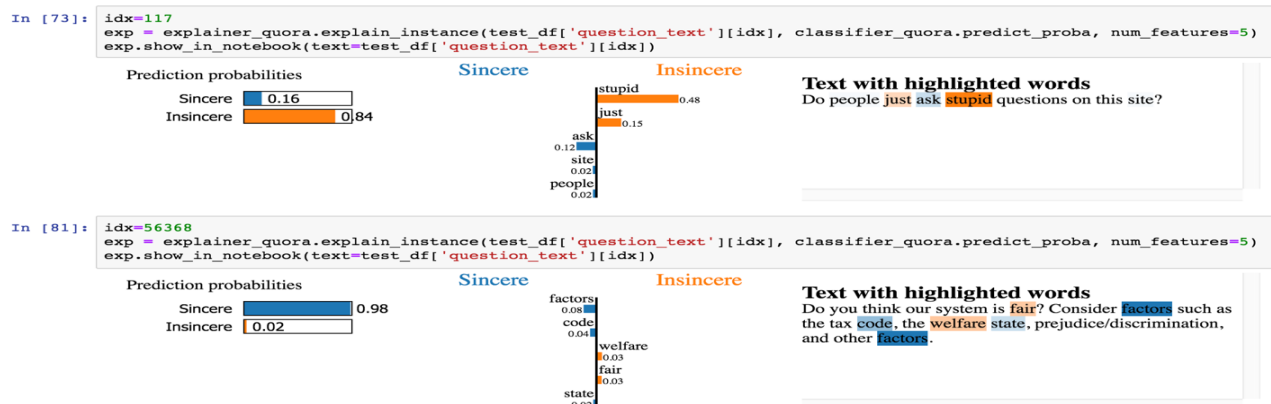 In [73]: idx=117
exp = explainer_quora.explain_instance(test_df['question_text'][idx], classifier_quora.predict_proba, num_features=5)
exp.show_in_notebook(text=test_df['question_text'][idx])
Prediction probabilities
Sincere 0.16
Insincere 0.84
Sincere Insincere
stupid
0.48
just
0.15
ask
0.12
site
0.02
people
0.02
Text with highlighted words
Do people just ask stupid questions on this site?
In [81]: idx=56368
exp = explainer_quora.explain_instance(test_df['question_text'][idx], classifier_quora.predict_proba, num_features=5)
exp.show_in_notebook(text=test_df['question_text'][idx])
Prediction probabilities
Sincere 0.98
Insincere 0.02
Sincere Insincere
factors
0.08
code
0.04
welfare
0.03
fair
0.03
state
Text with highlighted words
Do you think our system is fair? Consider factors such as
the tax code, the welfare state, prejudice/discrimination,
and other factors.